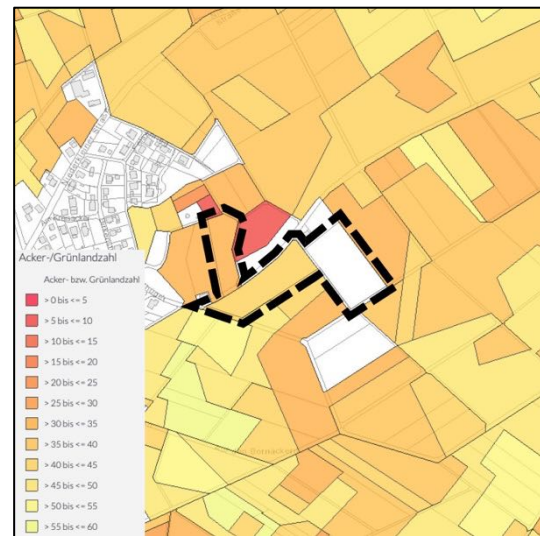 Acker-/Grünlandzahl
Acker- bzw. Grünlandzahl
> 0 bis <= 5
> 5 bis <= 10
> 10 bis <= 15
> 15 bis <= 20
> 20 bis <= 25
> 25 bis <= 30
> 30 bis <= 35
> 35 bis <= 40
> 40 bis <= 45
> 45 bis <= 50
> 50 bis <= 55
> 55 bis <= 60